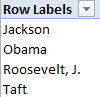 Row Labels
Jackson
Obama
Roosevelt, J.
Taft